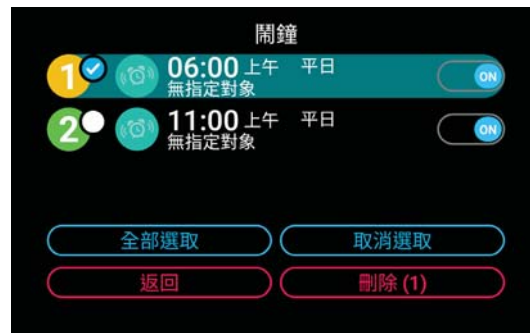 鬧鐘
1 06:00 上午 平日 ON
無指定對象
2 11:00 上午 平日 ON
無指定對象
全部選取 取消選取
返回 刪除 (1)